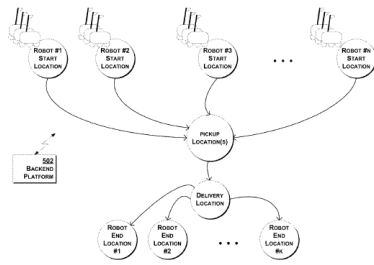 ROBOT #1
START
LOCATION
ROBOT #2
START
LOCATION
ROBOT #3
START
LOCATION
• • •
ROBOT #N
START
LOCATION
PICKUP
LOCATION(S)
502
BACKEND
PLATFORM
DELIVERY
LOCATION
ROBOT
END
LOCATION
#1
ROBOT
END
LOCATION
#2
• • •
ROBOT
END
LOCATION
#K